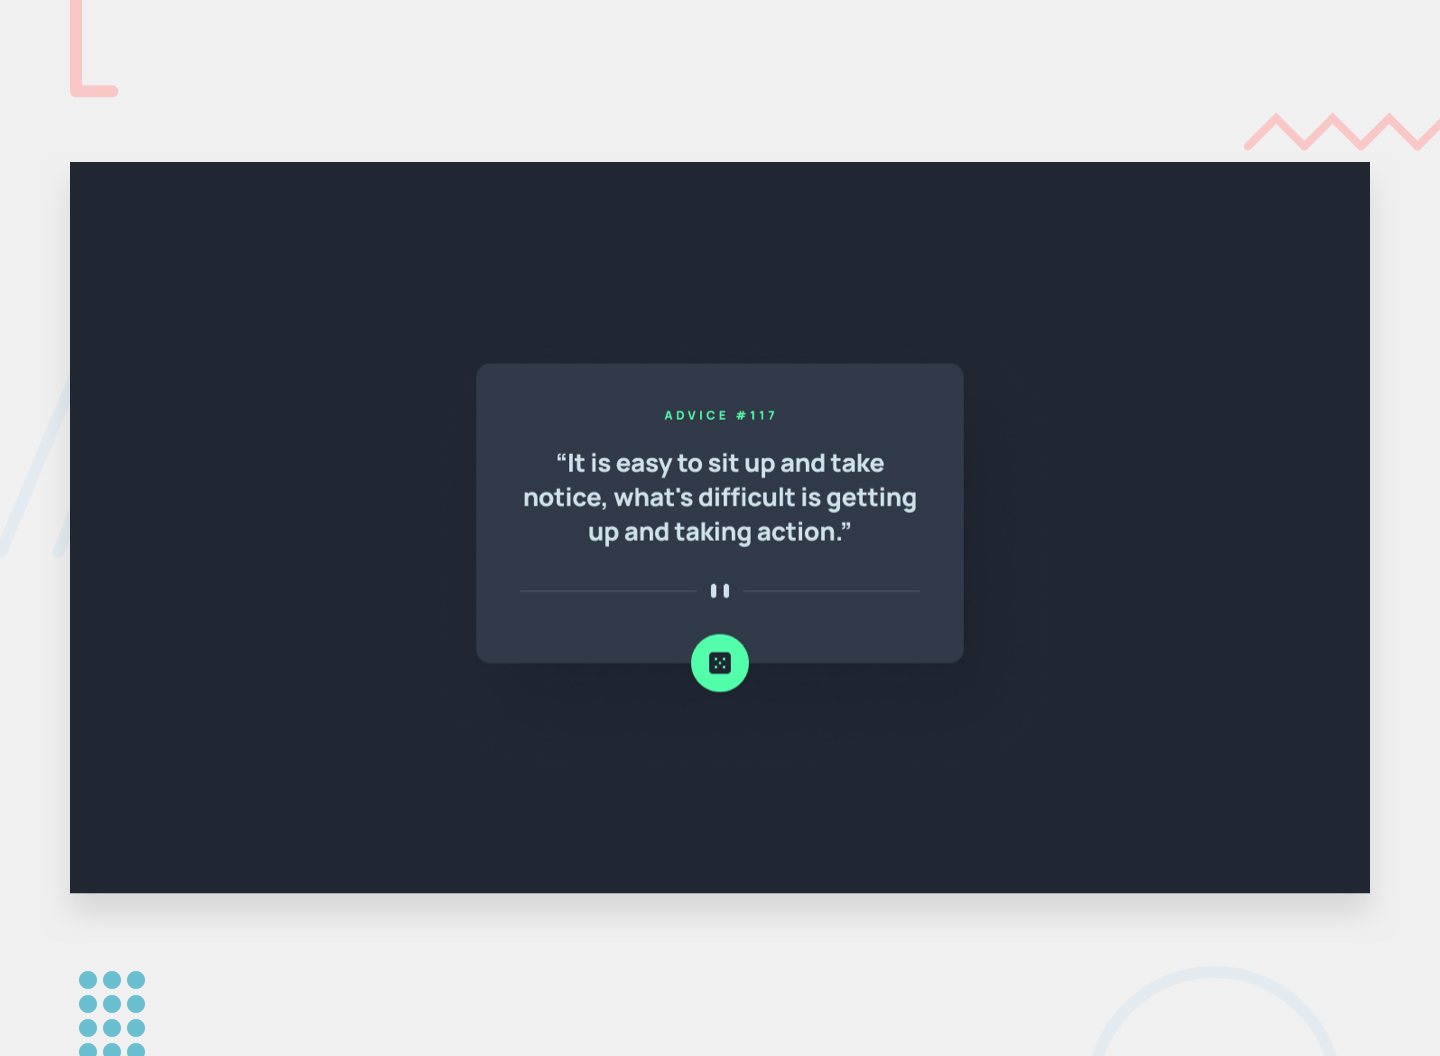 ADVICE #117
“It is easy to sit up and take
notice, what's difficult is getting
up and taking action.”